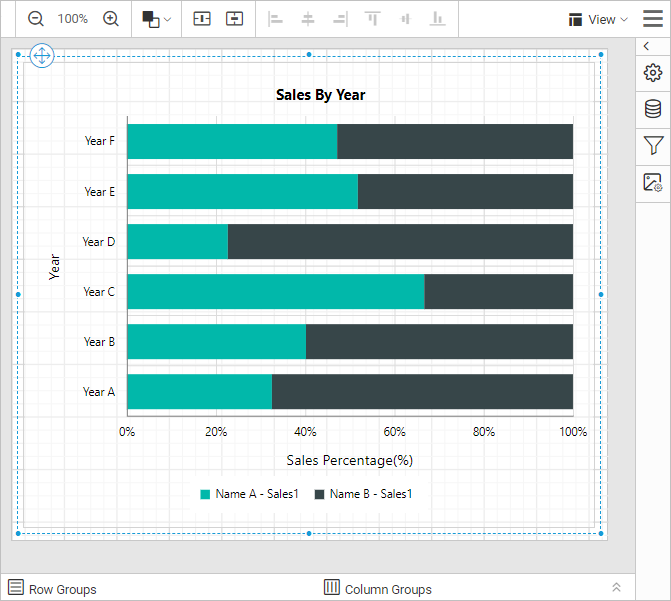 100%
View
Sales By Year
Year F
Year E
Year D
Year C
Year B
Year A
Year
0% 20% 40% 60% 80% 100%
Sales Percentage(%)
Name A - Sales1 Name B - Sales1
Row Groups Column Groups